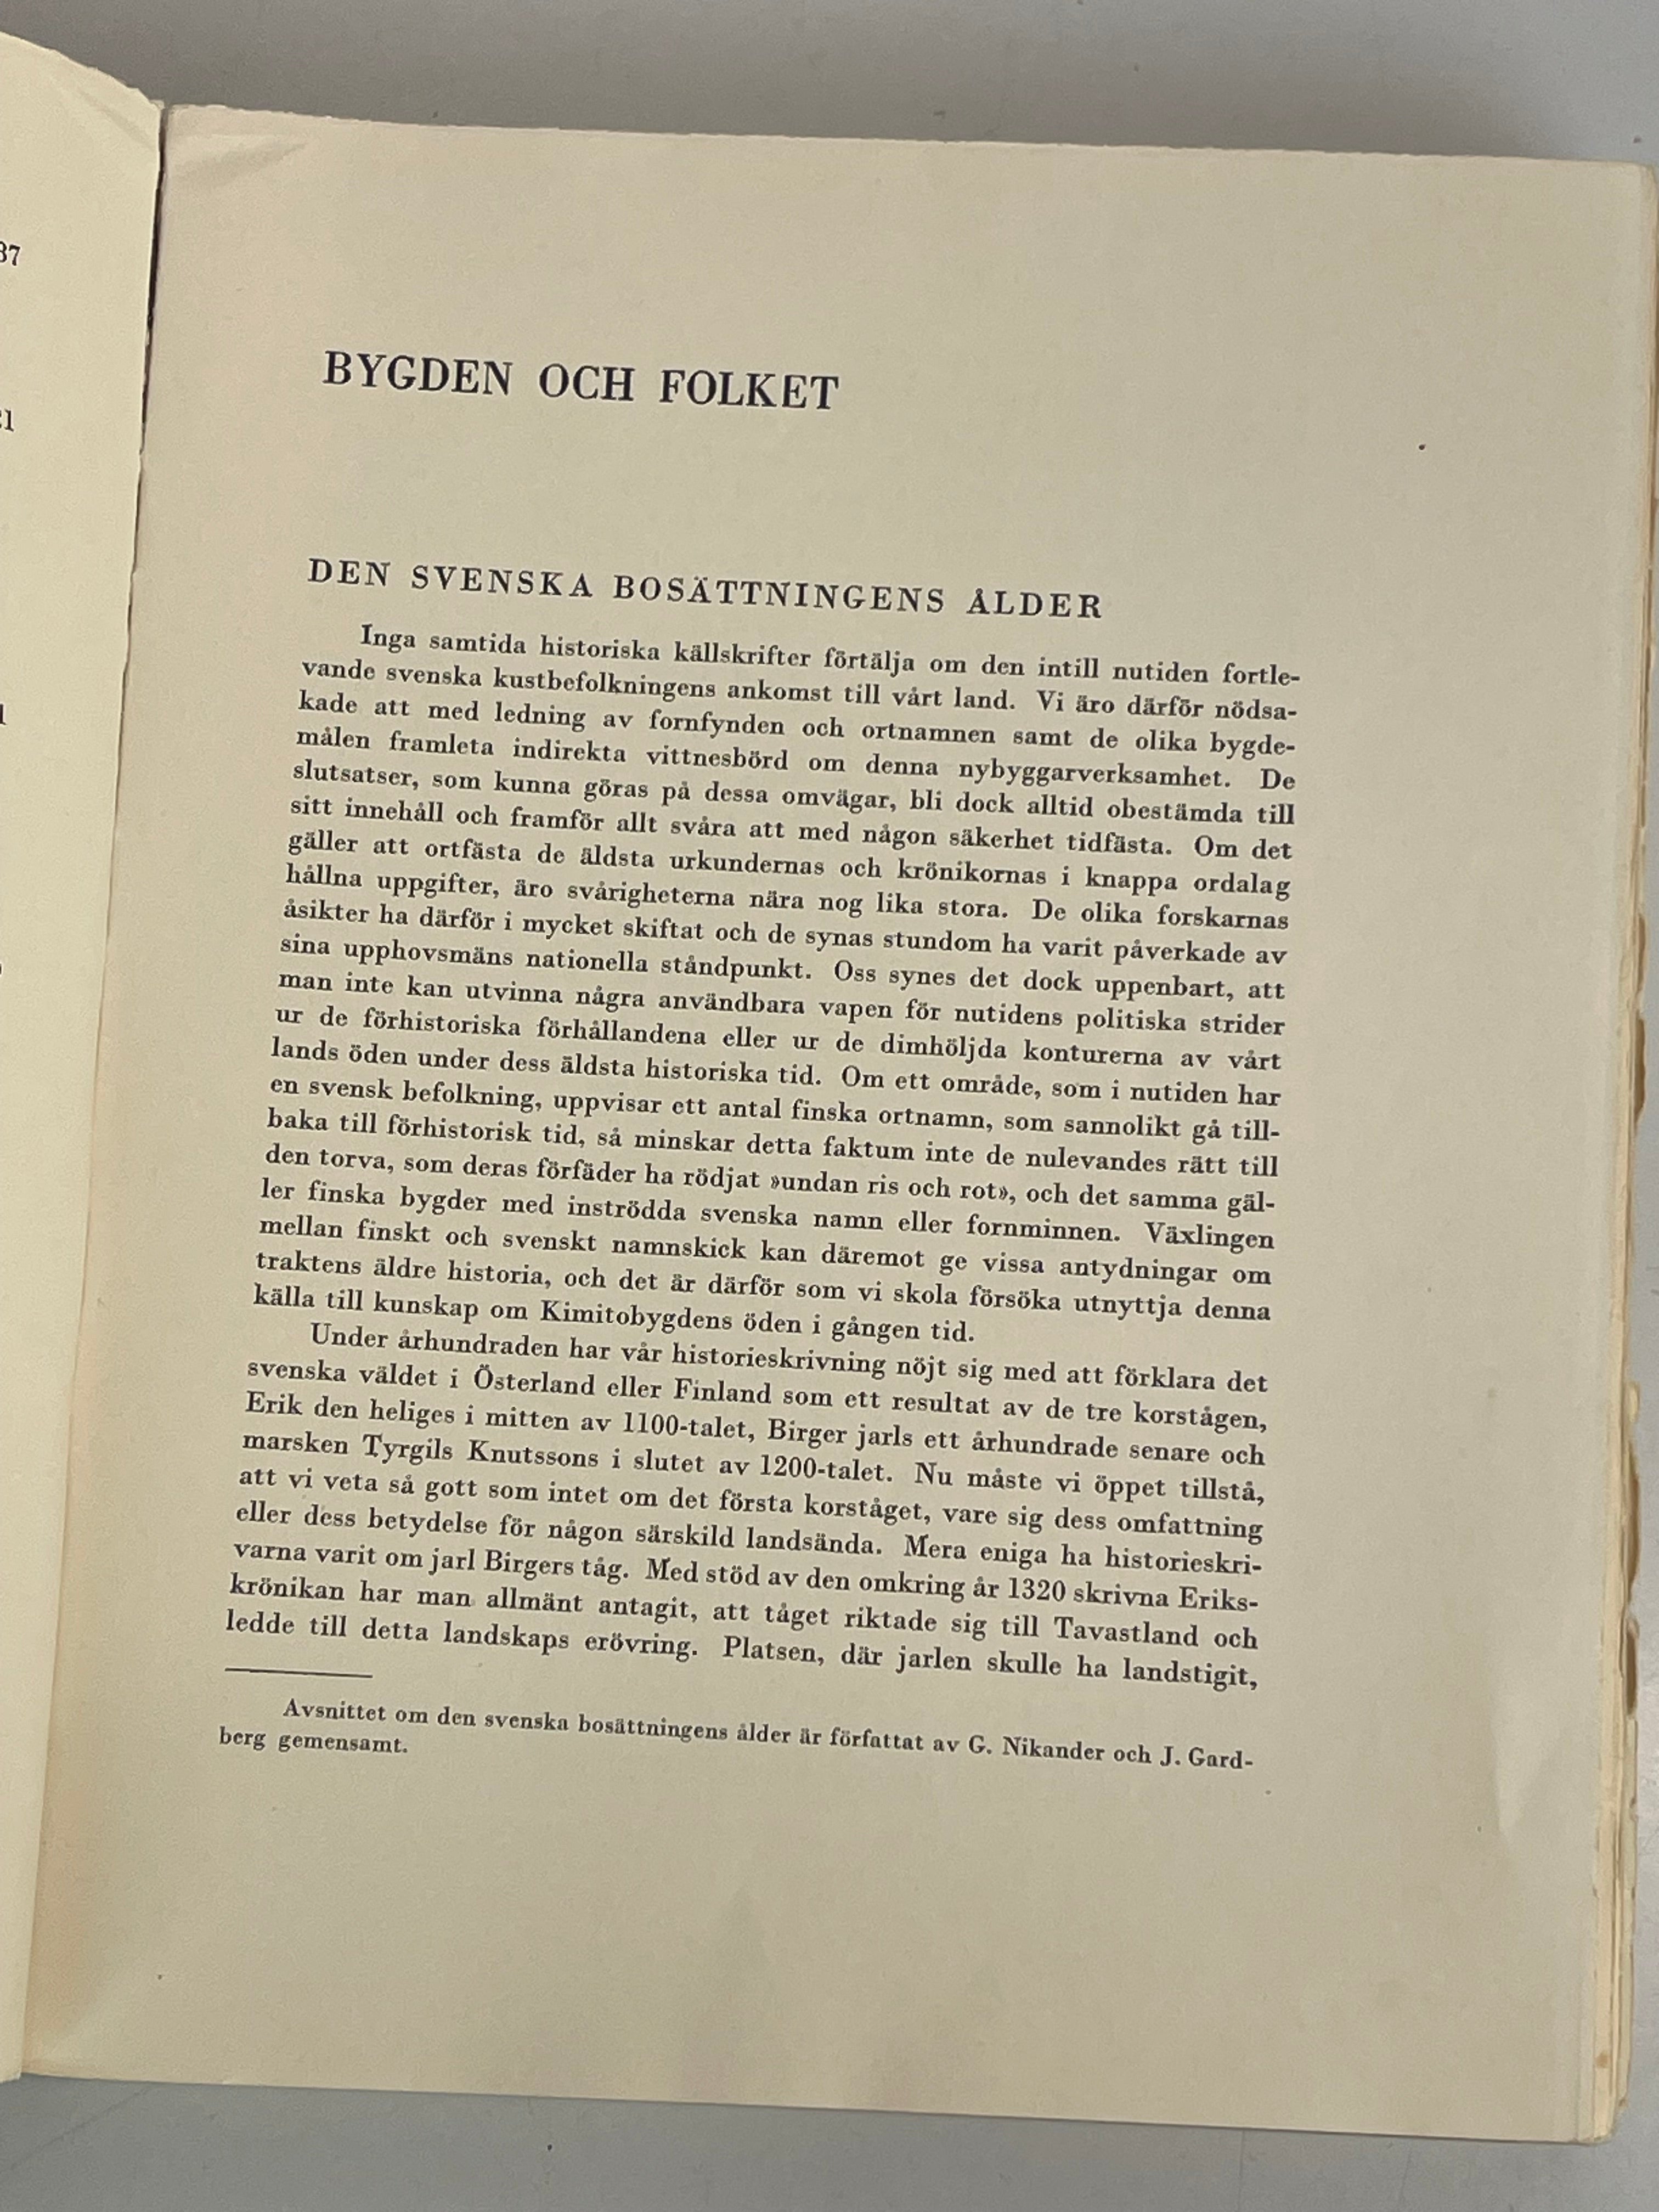 37
21
1
BYGDEN OCH FOLKET
DEN SVENSKA BOSÄTTNINGENS ÅLDER
Inga samtida historiska källskrifter förtälja om den intill nutiden fortle-
vande svenska kustbefolkningens ankomst till vårt land. Vi äro därför nödsa-
kade att med ledning av fornfynden och ortnamnen samt de olika bygde-
målen framleta indirekta vittnesbörd om denna nybyggarverksamhet. De
slutsatser, som kunna göras på dessa omvägar, bli dock alltid obestämda till
sitt innehåll och framför allt svåra att med någon säkerhet tidfästa. Om det
gäller att ortfästa de äldsta urkundernas och krönikornas i knappa ordalag
hållna uppgifter, äro svårigheterna nära nog lika stora. De olika forskarnas
åsikter ha därför i mycket skiftat och de synas stundom ha varit påverkade av
sina upphovsmäns nationella ståndpunkt. Oss synes det dock uppenbart, att
man inte kan utvinna några användbara vapen för nutidens politiska strider
ur de förhistoriska förhållandena eller ur de dimhöljda konturerna av vårt
lands öden under dess äldsta historiska tid. Om ett område, som i nutiden har
en svensk befolkning, uppvisar ett antal finska ortnamn, som sannolikt gå till-
baka till förhistorisk tid, så minskar detta faktum inte de nulevandes rätt till
den torva, som deras förfäder ha rödjat »undan ris och rot», och det samma gäl-
ler finska bygder med inströdda svenska namn eller fornminnen. Växlingen
mellan finskt och svenskt namnskick kan däremot ge vissa antydningar om
traktens äldre historia, och det är därför som vi skola försöka utnyttja denna
källa till kunskap om Kimitobygdens öden i gången tid.
Under århundraden har vår historieskrivning nöjt sig med att förklara det
svenska väldet i Österland eller Finland som ett resultat av de tre korstågen,
Erik den heliges i mitten av 1100-talet, Birger jarls ett århundrade senare och
marsken Tyrgils Knutssons i slutet av 1200-talet. Nu måste vi öppet tillstå,
att vi veta så gott som intet om det första korståget, vare sig dess omfattning
eller dess betydelse för någon särskild landsända. Mera eniga ha historieskri-
varna varit om jarl Birgers tåg. Med stöd av den omkring år 1320 skrivna Eriks-
krönikan har man allmänt antagit, att tåget riktade sig till Tavastland och
ledde till detta landskaps erövring. Platsen, där jarlen skulle ha landstigit,
Avsnittet om den svenska bosättningens ålder är författat av G. Nikander och J. Gard-
berg gemensamt.